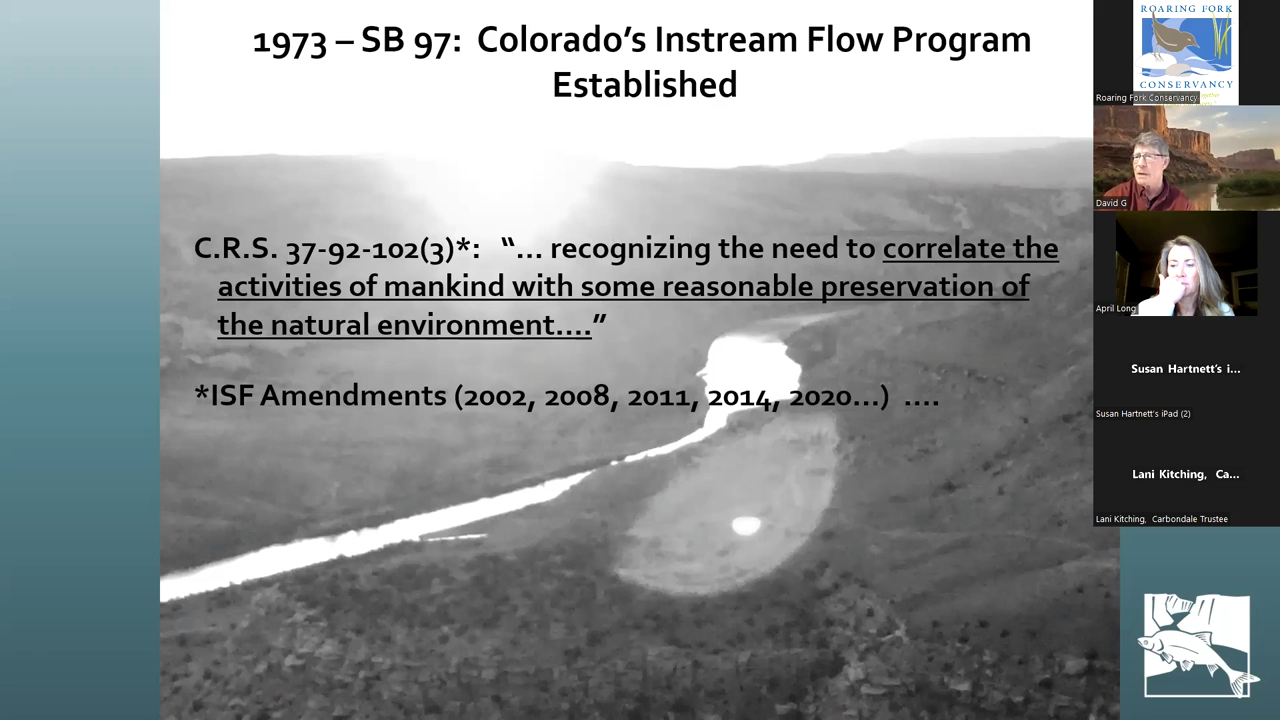 1973 – SB 97: Colorado's Instream Flow Program
Established
C.R.S. 37-92-102(3)*: "... recognizing the need to correlate the
activities of mankind with some reasonable preservation of
the natural environment...."
*ISF Amendments (2002, 2008, 2011, 2014, 2020...) ....
ROARING FORK
CONSERVANCY
Roaring Fork Conservancy
David G
April Long
Susan Hartnett's i...
Susan Hartnett's iPad (2)
Lani Kitching, Ca...
Lani Kitching, Carbondale Trustee